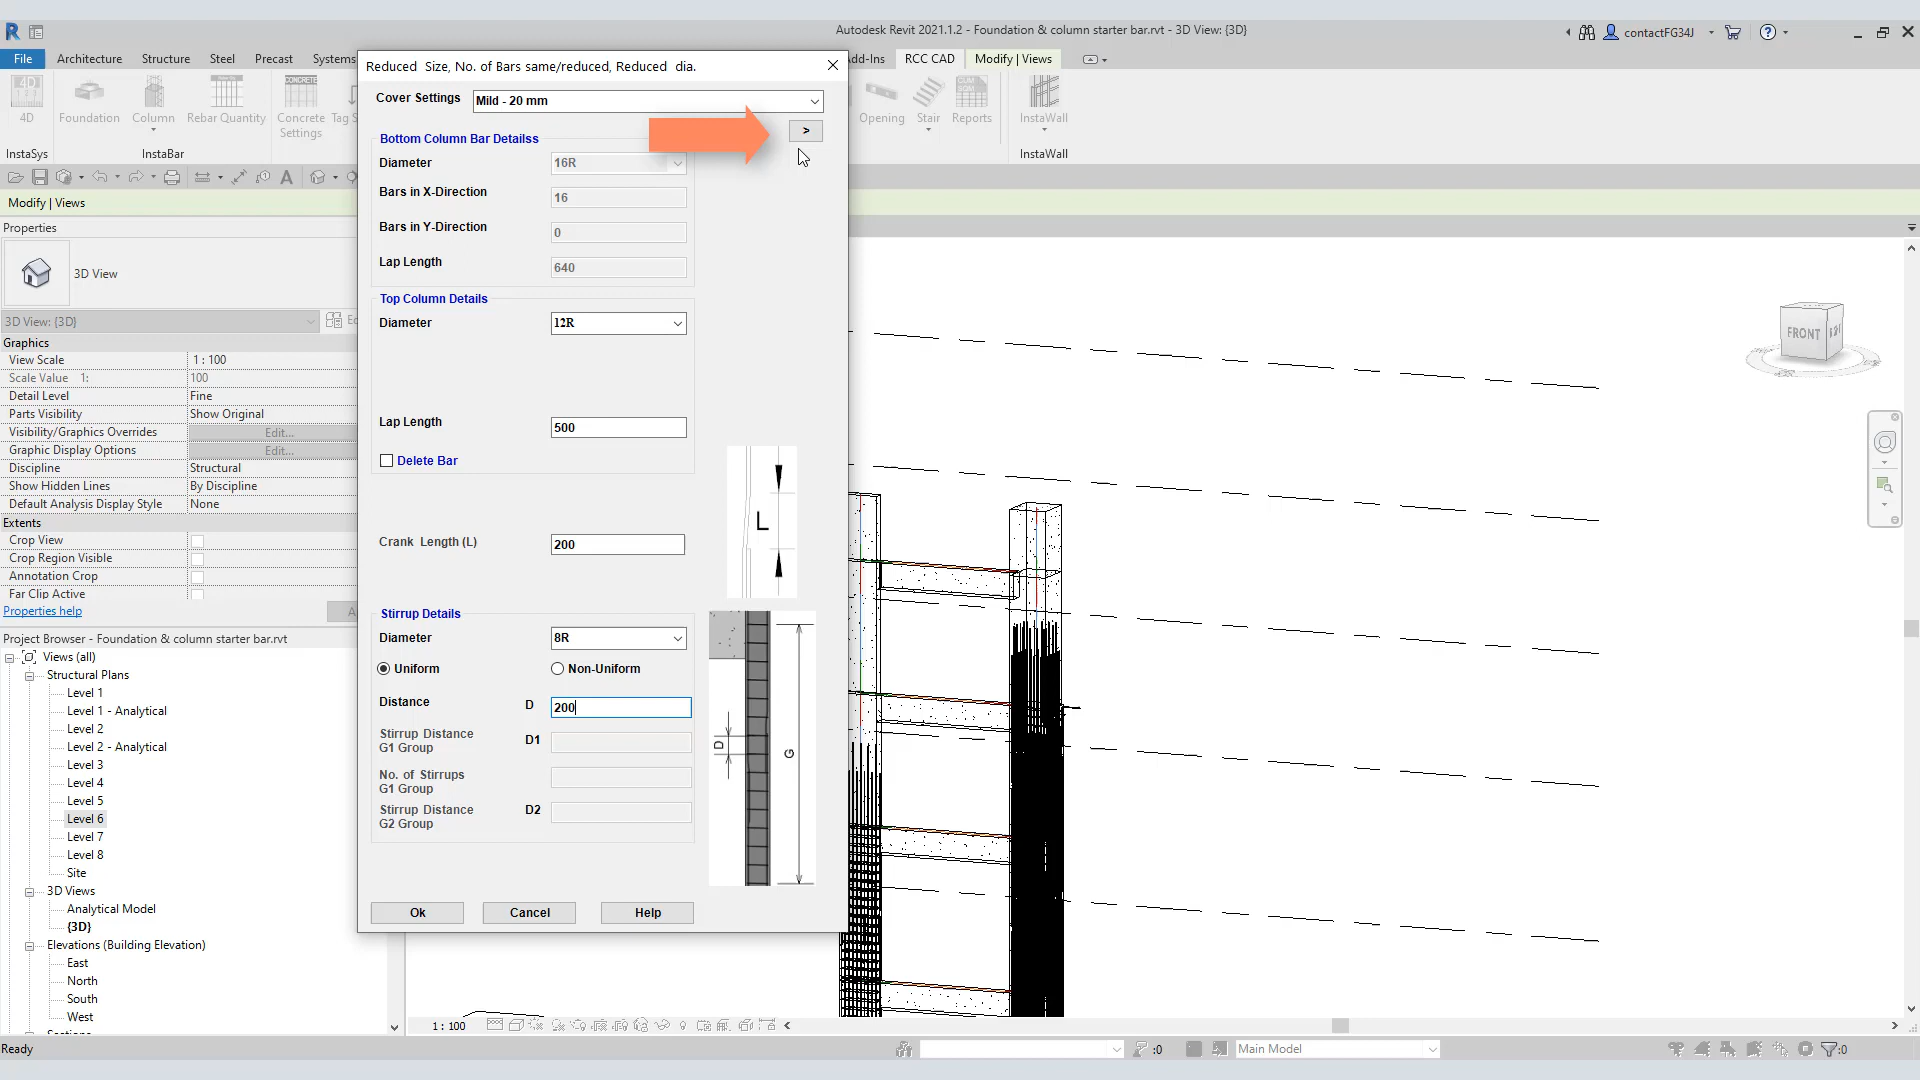 Autodesk Revit 2021.1.2 - Foundation & column starter bar.rvt - 3D View: {3D}
contactFG34J
File
Architecture
Structure
Steel
Precast
Systems
Add-Ins
RCC CAD
Modify | Views
4D
Foundation
Column
Rebar Quantity
Concrete
Settings
Tag
Opening
Stair
Reports
InstaWall
InstaSys
InstaBar
InstaWall
Modify | Views
Properties
3D View
3D View: {3D}
Graphics
View Scale
1 : 100
Scale Value 1:
100
Detail Level
Fine
Parts Visibility
Show Original
Visibility/Graphics Overrides
Edit...
Graphic Display Options
Edit...
Discipline
Structural
Show Hidden Lines
By Discipline
Default Analysis Display Style
None
Extents
Crop View
Crop Region Visible
Annotation Crop
Far Clip Active
Properties help
Project Browser - Foundation & column starter bar.rvt
Views (all)
Structural Plans
Level 1
Level 1 - Analytical
Level 2
Level 2 - Analytical
Level 3
Level 4
Level 5
Level 6
Level 7
Level 8
Site
3D Views
Analytical Model
{3D}
Elevations (Building Elevation)
East
North
South
West
Reduced Size, No. of Bars same/reduced, Reduced dia.
Cover Settings
Mild - 20 mm
>
Bottom Column Bar Detailss
Diameter
16R
Bars in X-Direction
16
Bars in Y-Direction
0
Lap Length
640
Top Column Details
Diameter
12R
Lap Length
500
Delete Bar
Crank Length (L)
200
L
Stirrup Details
Diameter
8R
Uniform
Non-Uniform
Distance
D
200
Stirrup Distance
G1 Group
D1
No. of Stirrups
G1 Group
Stirrup Distance
G2 Group
D2
D
G
Ok
Cancel
Help
FRONT
1 : 100
Ready
:0
Main Model
:0